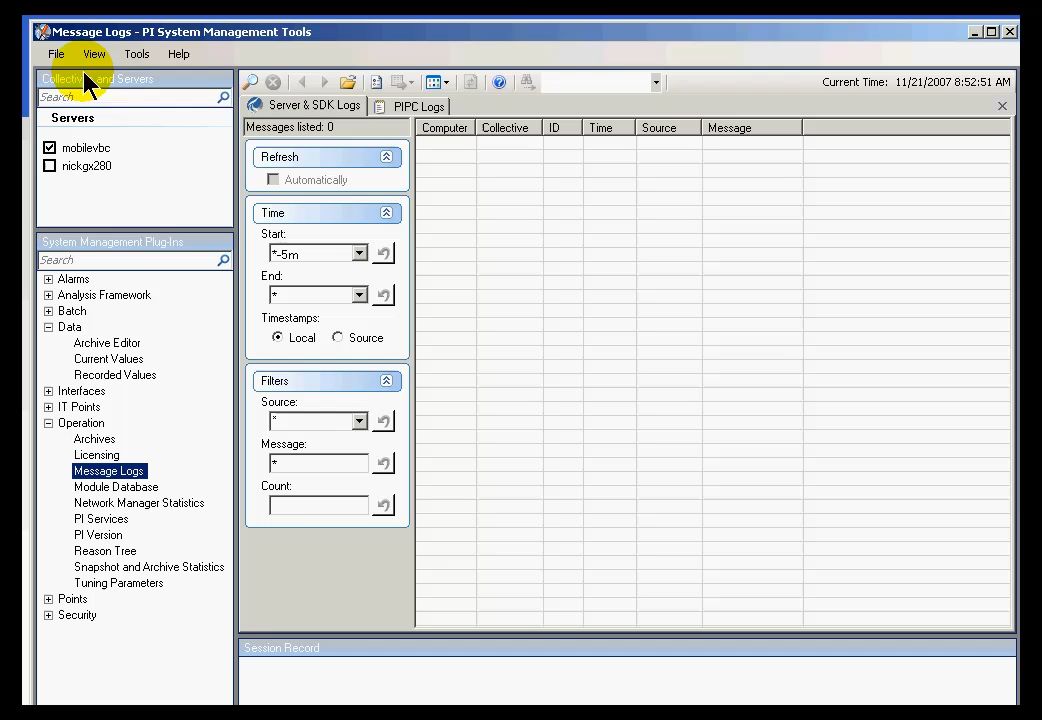 Message Logs - PI System Management Tools
File View Tools Help
Collectives and Servers
Search
Servers
mobilevbc
nickgx280
System Management Plug-Ins
Search
Alarms
Analysis Framework
Batch
Data
Archive Editor
Current Values
Recorded Values
Interfaces
IT Points
Operation
Archives
Licensing
Message Logs
Module Database
Network Manager Statistics
PI Services
PI Version
Reason Tree
Snapshot and Archive Statistics
Tuning Parameters
Points
Security
Current Time: 11/21/2007 8:52:51 AM
Server & SDK Logs PIPC Logs
Messages listed: 0
Refresh
Automatically
Time
Start:
*-5m
End:
*
Timestamps:
Local Source
Filters
Source:
*
Message:
*
Count:
Computer Collective ID Time Source Message
Session Record